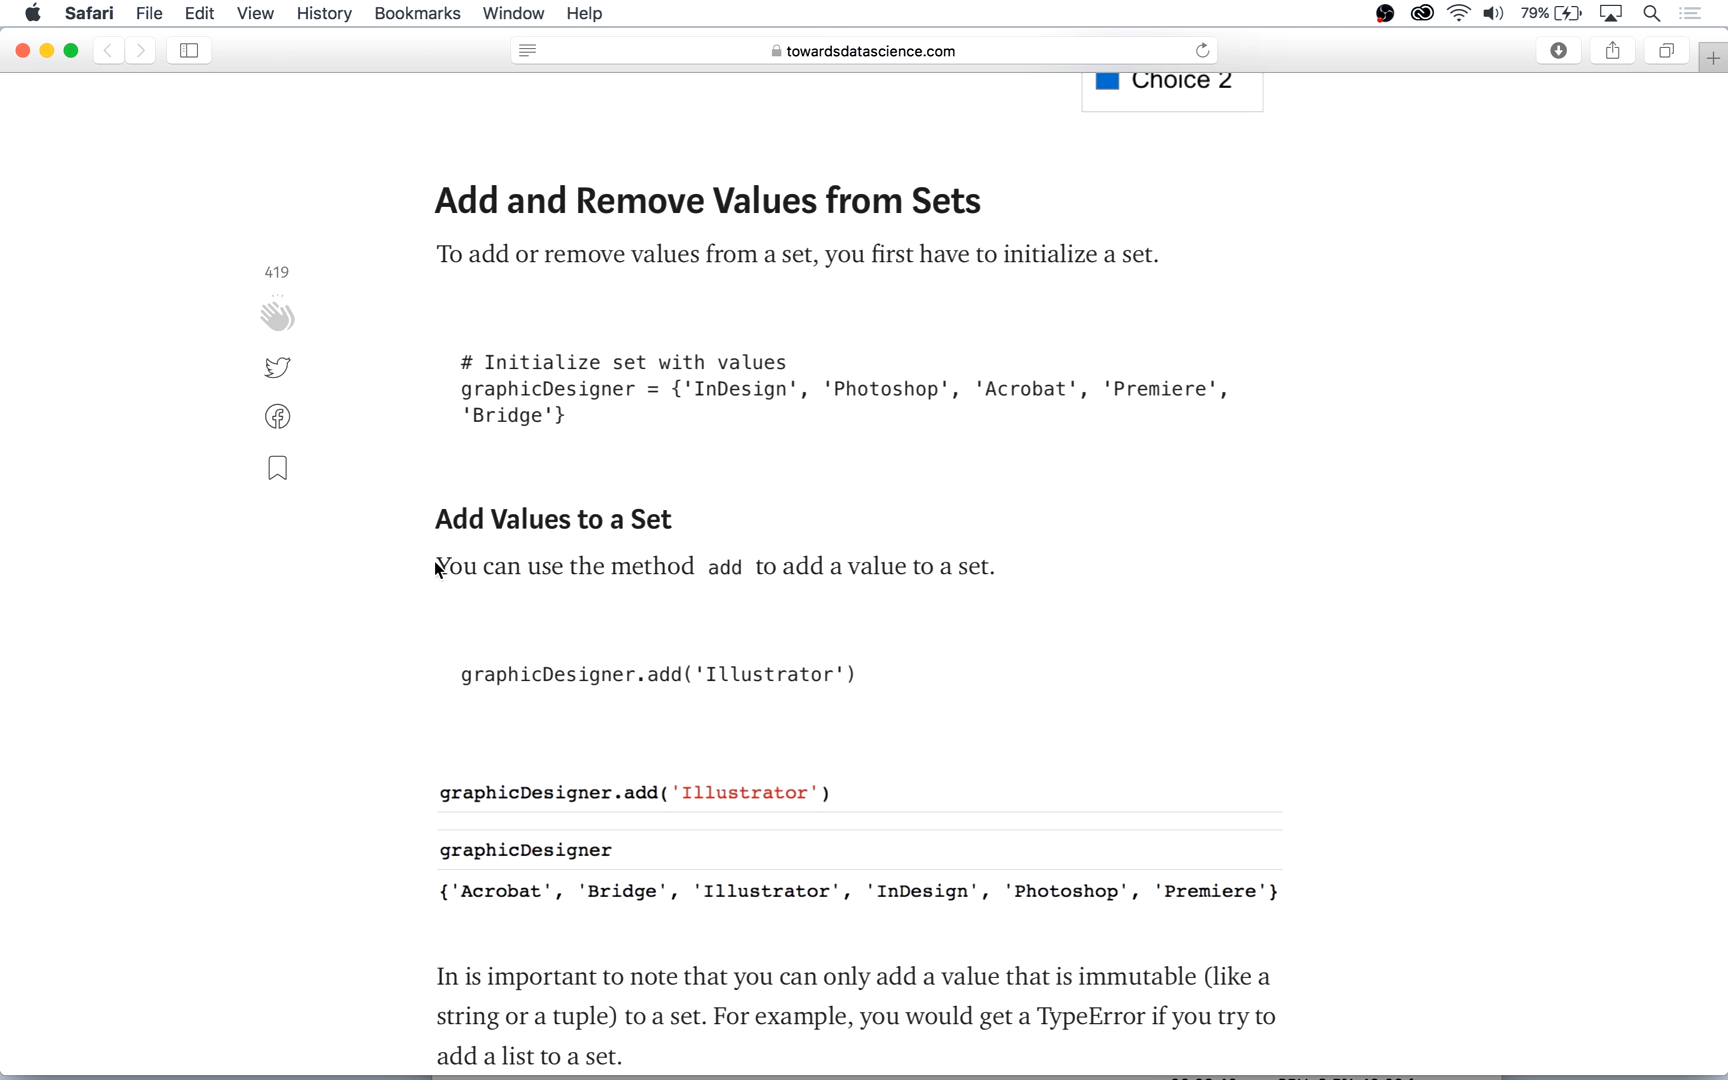 Safari File Edit View History Bookmarks Window Help 79%
towardsdatascience.com
Choice 2
Add and Remove Values from Sets
To add or remove values from a set, you first have to initialize a set.
419
# Initialize set with values
graphicDesigner = {'InDesign', 'Photoshop', 'Acrobat', 'Premiere',
'Bridge'}
Add Values to a Set
You can use the method add to add a value to a set.
graphicDesigner.add('Illustrator')
graphicDesigner.add('Illustrator')
graphicDesigner
{'Acrobat', 'Bridge', 'Illustrator', 'InDesign', 'Photoshop', 'Premiere'}
In is important to note that you can only add a value that is immutable (like a
string or a tuple) to a set. For example, you would get a TypeError if you try to
add a list to a set.